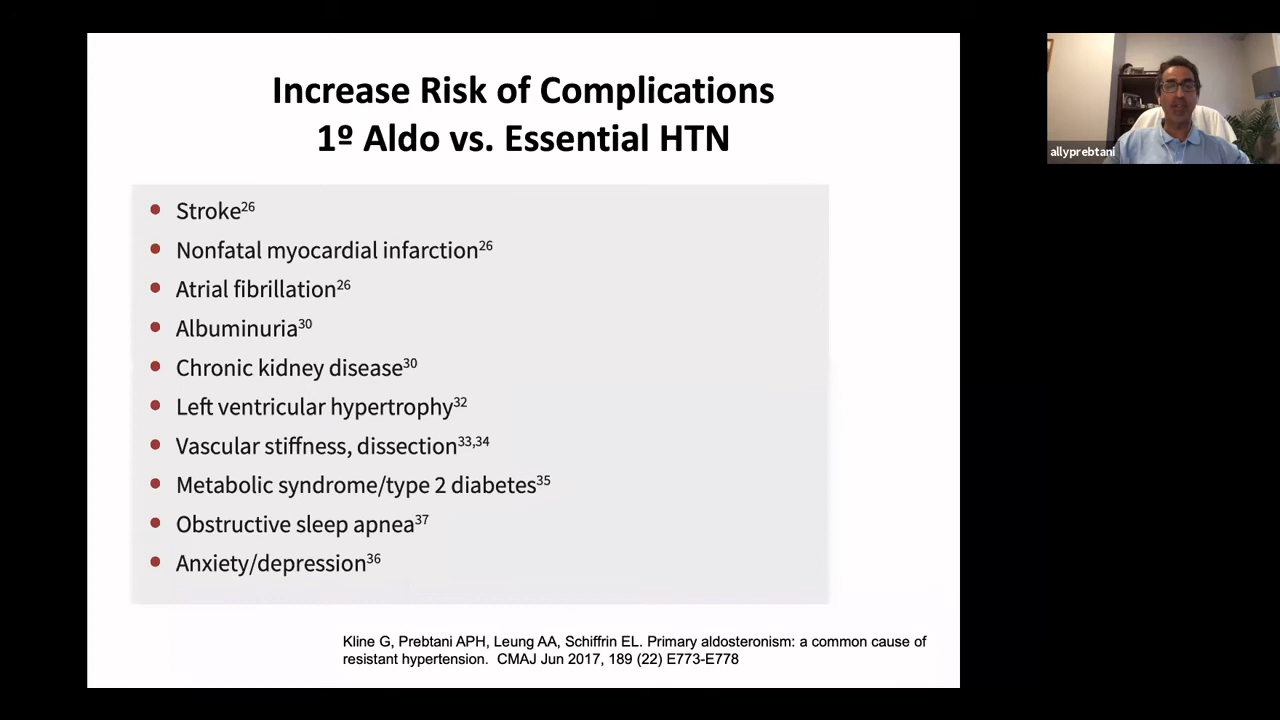 Increase Risk of Complications
1º Aldo vs. Essential HTN
• Stroke26
• Nonfatal myocardial infarction26
• Atrial fibrillation26
• Albuminuria30
• Chronic kidney disease30
• Left ventricular hypertrophy32
• Vascular stiffness, dissection33,34
• Metabolic syndrome/type 2 diabetes35
• Obstructive sleep apnea37
• Anxiety/depression36
Kline G, Prebtani APH, Leung AA, Schiffrin EL. Primary aldosteronism: a common cause of
resistant hypertension. CMAJ Jun 2017, 189 (22) E773-E778
allyprebtani